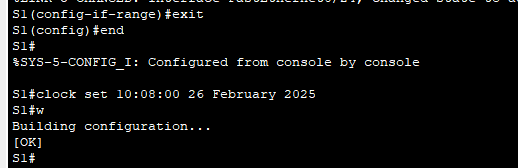 S1(config-if-range)#exit
S1(config)#end
S1#
%SYS-5-CONFIG_I: Configured from console by console
S1#clock set 10:08:00 26 February 2025
S1#w
Building configuration...
[OK]
S1#